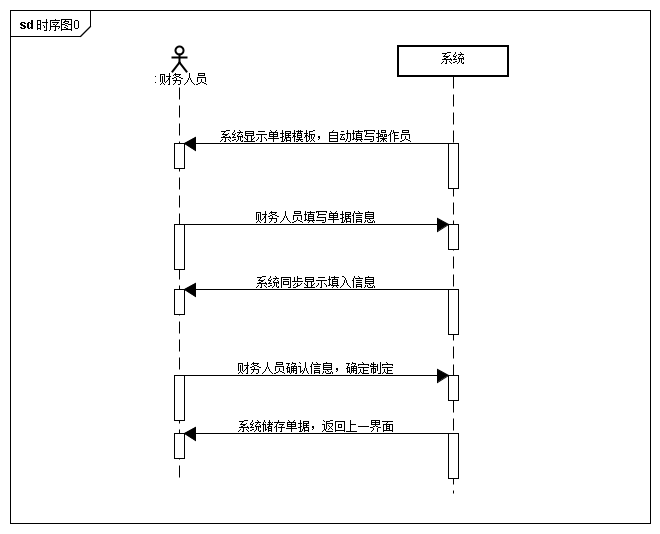 sd 时序图0
: 财务人员
系统
系统显示单据模板，自动填写操作员
财务人员填写单据信息
系统同步显示填入信息
财务人员确认信息，确定制定
系统储存单据，返回上一界面